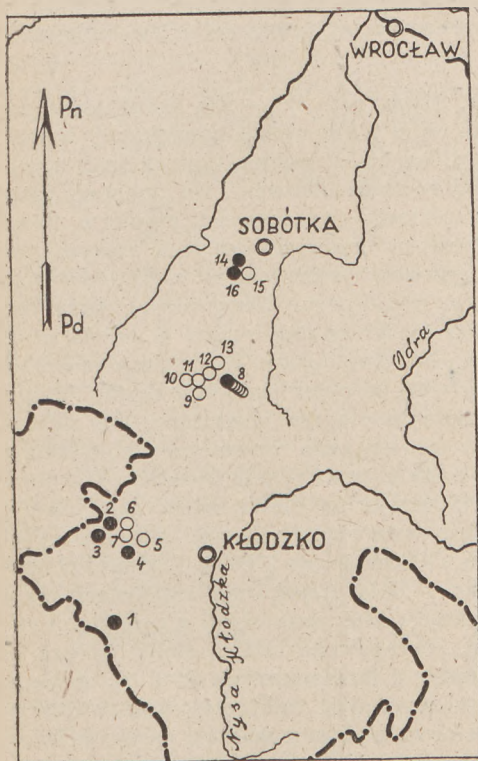 WROCŁAW
Pn
SOBÓTKA
14
16 15
Pd
Odra
13
12
11
10
8
9
2 6
3 7 5
4
KŁODZKO
1
Nysa Kłodzka